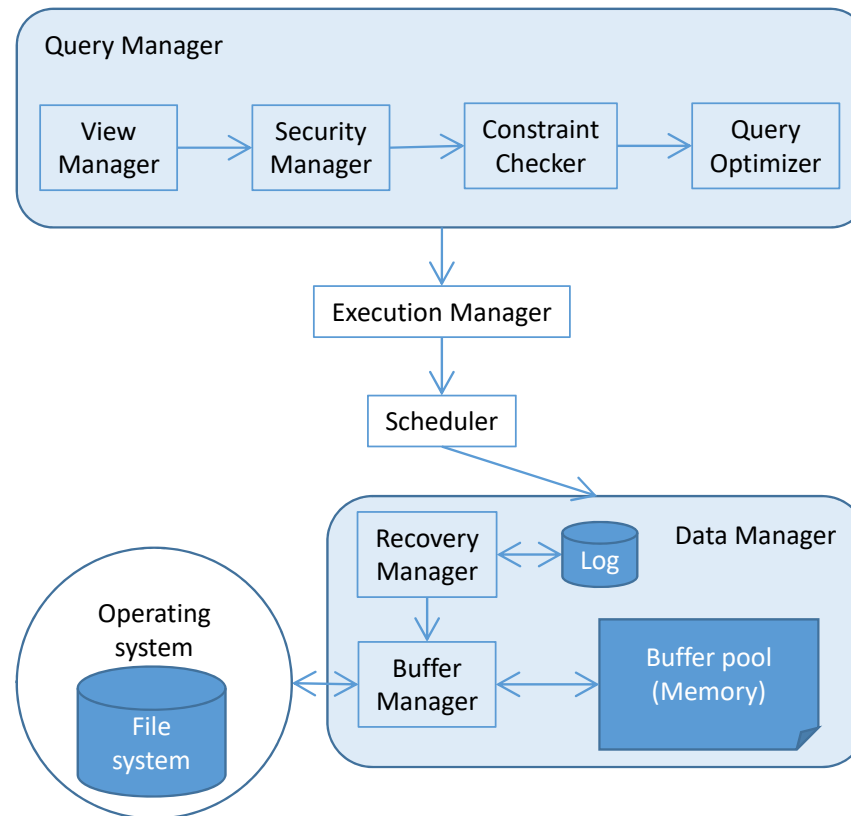 Query Manager
View
Manager
Security
Manager
Constraint
Checker
Query
Optimizer
Execution Manager
Scheduler
Data Manager
Recovery
Manager
Log
Operating
system
File
system
Buffer
Manager
Buffer pool
(Memory)